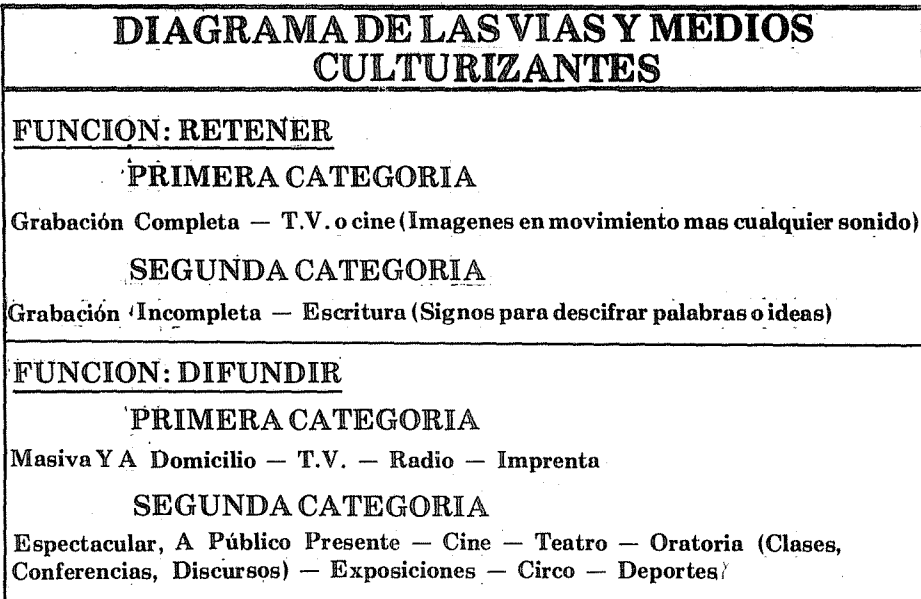 DIAGRAMA DE LAS VIAS Y MEDIOS
CULTURIZANTES
FUNCION: RETENER
PRIMERA CATEGORIA
Grabación Completa — T.V. o cine (Imagenes en movimiento mas cualquier sonido)
SEGUNDA CATEGORIA
Grabación Incompleta — Escritura (Signos para descifrar palabras o ideas)
FUNCION: DIFUNDIR
PRIMERA CATEGORIA
Masiva Y A Domicilio — T.V. — Radio — Imprenta
SEGUNDA CATEGORIA
Espectacular, A Público Presente — Cine — Teatro — Oratoria (Clases,
Conferencias, Discursos) — Exposiciones — Circo — Deportes